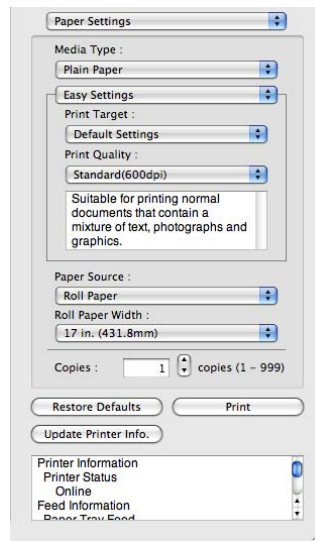 Paper Settings
Media Type :
Plain Paper
Easy Settings
Print Target :
Default Settings
Print Quality :
Standard(600dpi)
Suitable for printing normal
documents that contain a
mixture of text, photographs and
graphics.
Paper Source :
Roll Paper
Roll Paper Width :
17 in. (431.8mm)
Copies : 1 copies (1 – 999)
Restore Defaults Print
Update Printer Info.
Printer Information
Printer Status
Online
Feed Information
Paper Tray Feed